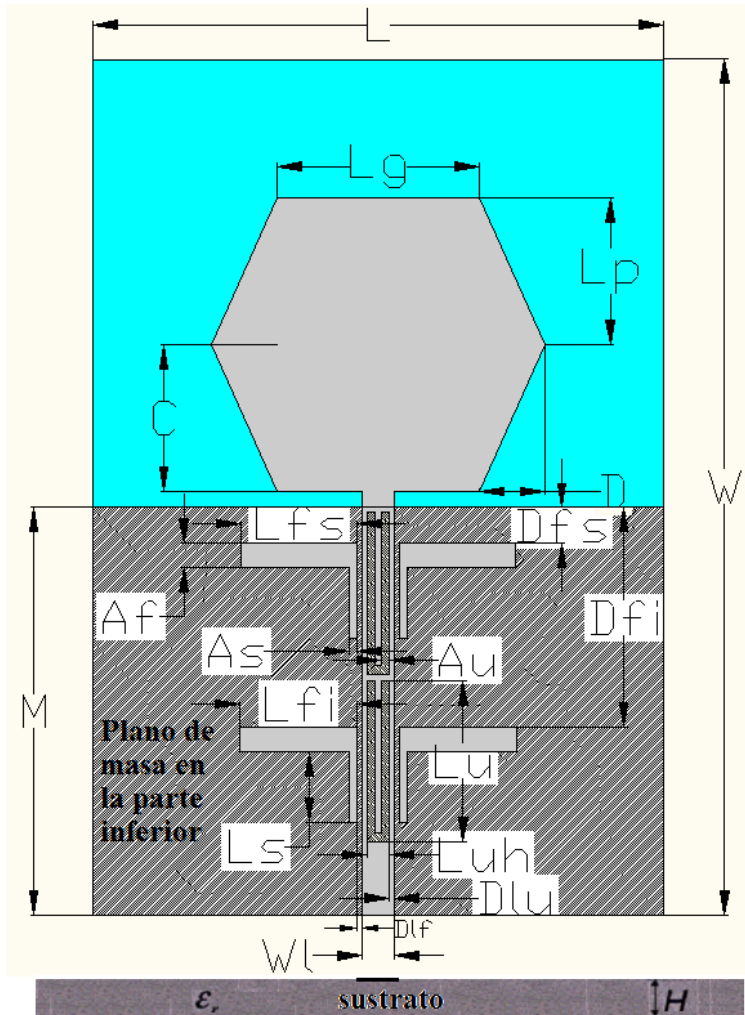 L
Lg
Lp
C
W
D
Lfs
Dfs
Af
Dfi
As
Au
M
Lfi
Plano de
masa en
la parte
inferior
Lu
Ls
Luh
Dlu
Dlf
Wl
εr sustrato H